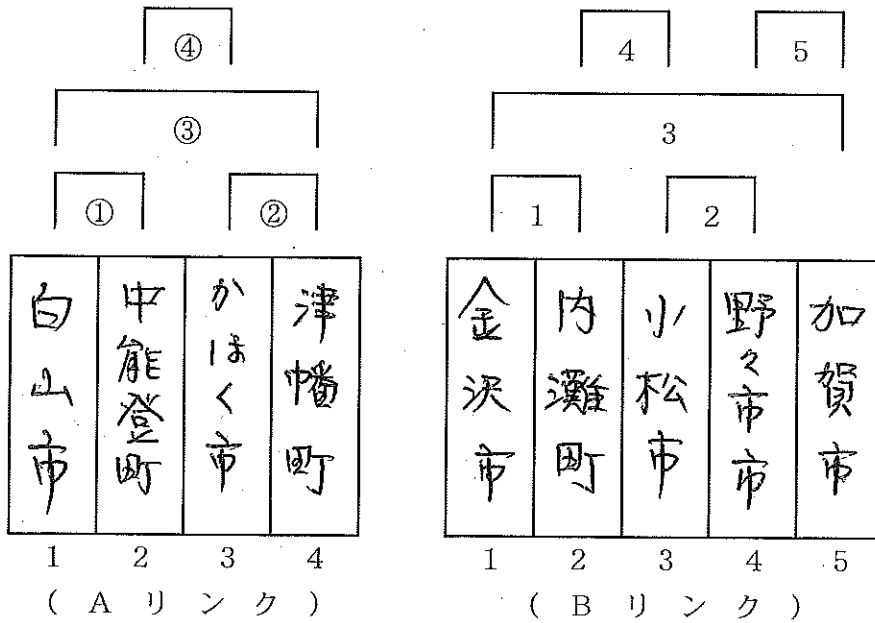 ④
③
① ②
白山市
中能登町
かほく市
津幡町
1 2 3 4
( A リ ン ク )
4 5
3
1 2
金沢市
内灘町
小松市
野々市市
加賀市
1 2 3 4 5
( B リ ン ク )